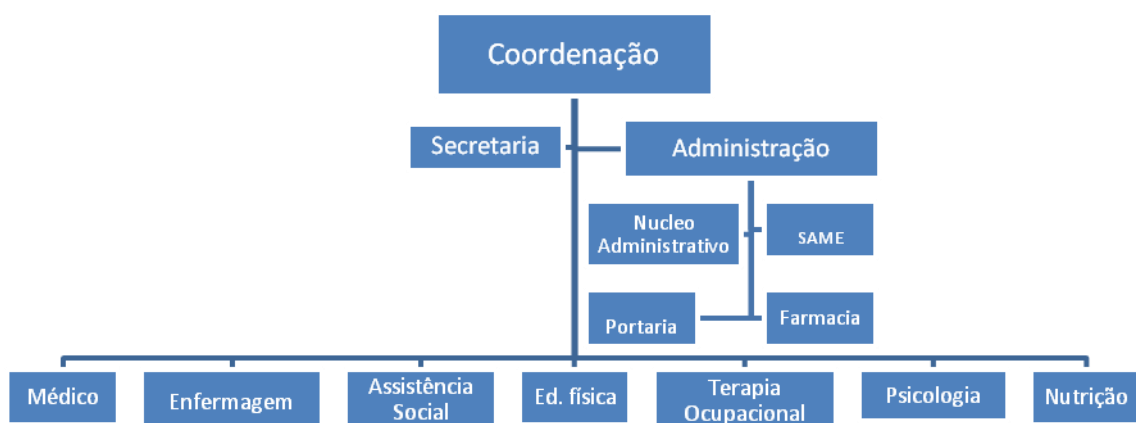 Coordenação
Secretaria
Administração
Nucleo
Administrativo
SAME
Portaria
Farmacia
Médico
Enfermagem
Assistência
Social
Ed. física
Terapia
Ocupacional
Psicologia
Nutrição